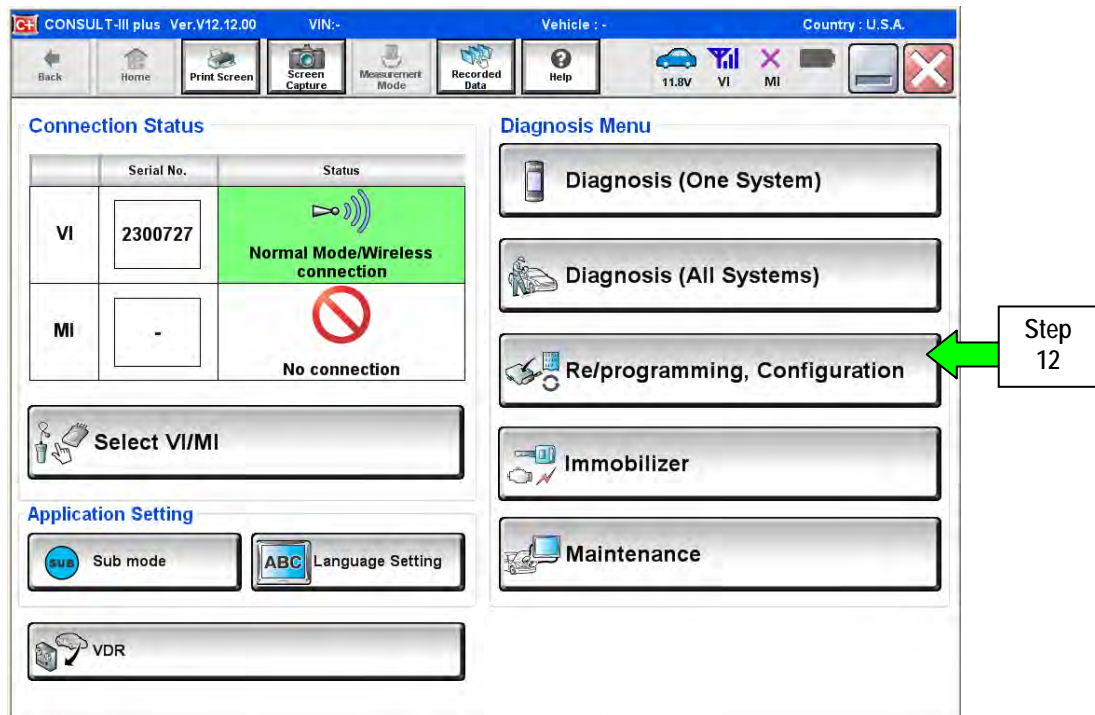 C+ CONSULT-III plus Ver.V12.12.00 VIN:- Vehicle : - Country : U.S.A.
Back
Home
Print Screen
Screen
Capture
Measurement
Mode
Recorded
Data
? Help
11.8V VI MI
Connection Status
Serial No. Status
VI 2300727
Normal Mode/Wireless
connection
MI -
No connection
Select VI/MI
Application Setting
SUB Sub mode
ABC Language Setting
VDR
Diagnosis Menu
Diagnosis (One System)
Diagnosis (All Systems)
Re/programming, Configuration
Immobilizer
Maintenance
Step
12